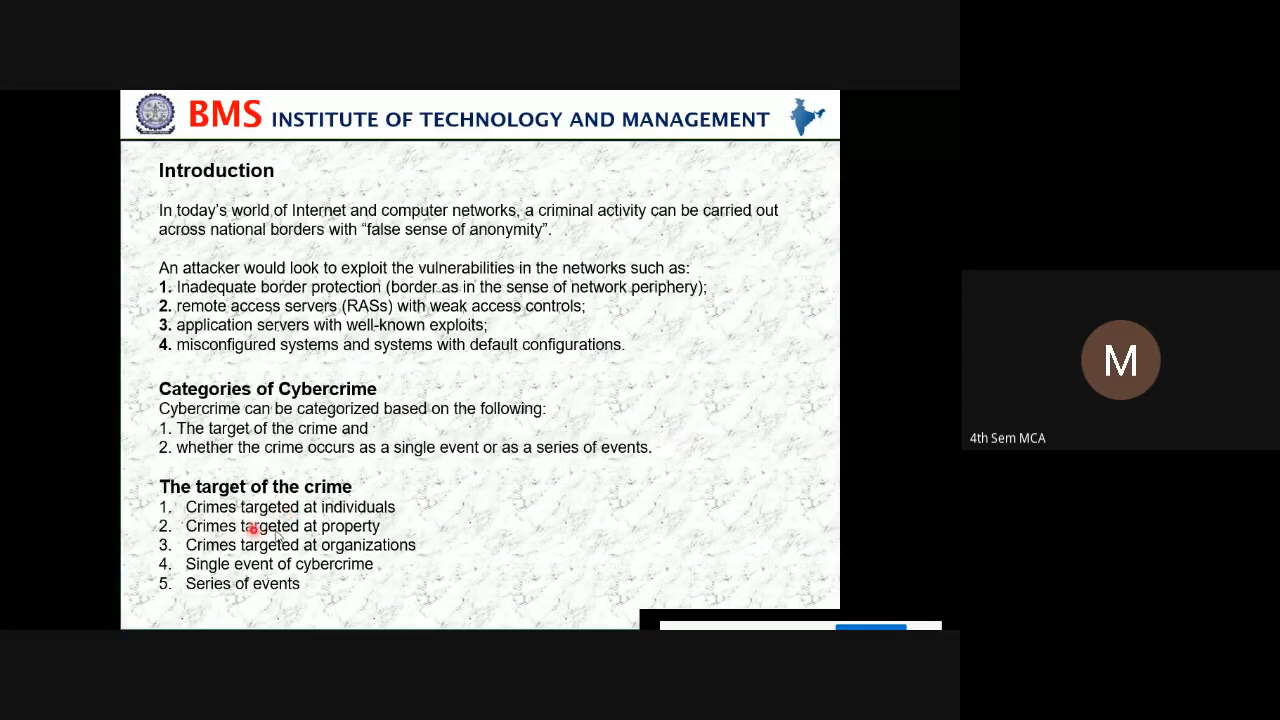 BMS INSTITUTE OF TECHNOLOGY AND MANAGEMENT
Introduction
In today's world of Internet and computer networks, a criminal activity can be carried out
across national borders with “false sense of anonymity”.
An attacker would look to exploit the vulnerabilities in the networks such as:
1. Inadequate border protection (border as in the sense of network periphery);
2. remote access servers (RASs) with weak access controls;
3. application servers with well-known exploits;
4. misconfigured systems and systems with default configurations.
Categories of Cybercrime
Cybercrime can be categorized based on the following:
1. The target of the crime and
2. whether the crime occurs as a single event or as a series of events.
The target of the crime
1. Crimes targeted at individuals
2. Crimes targeted at property
3. Crimes targeted at organizations
4. Single event of cybercrime
5. Series of events
M
4th Sem MCA